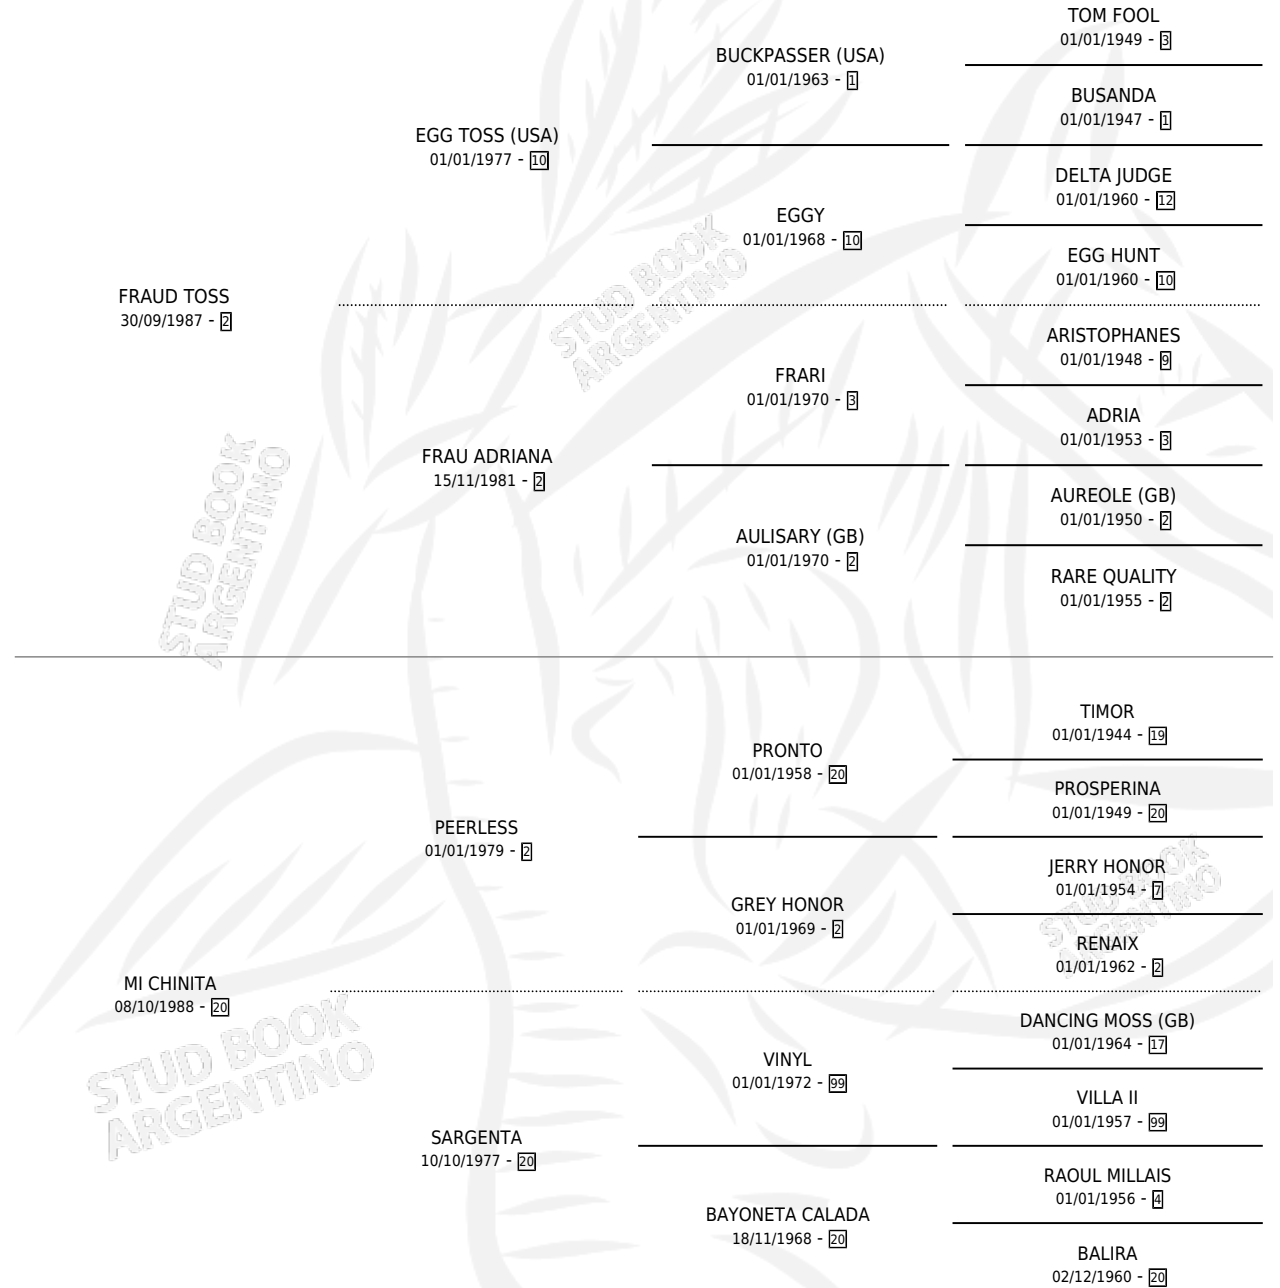 TOM FOOL
01/01/1949 - 3
BUCKPASSER (USA)
01/01/1963 - 1
BUSANDA
01/01/1947 - 1
EGG TOSS (USA)
01/01/1977 - 10
DELTA JUDGE
01/01/1960 - 12
EGGY
01/01/1968 - 10
EGG HUNT
01/01/1960 - 10
FRAUD TOSS
30/09/1987 - 2
ARISTOPHANES
01/01/1948 - 9
FRARI
01/01/1970 - 3
ADRIA
01/01/1953 - 3
FRAU ADRIANA
15/11/1981 - 2
AUREOLE (GB)
01/01/1950 - 2
AULISARY (GB)
01/01/1970 - 2
RARE QUALITY
01/01/1955 - 2
STUD BOOK
ARGENTINO
STUD BOOK
ARGENTINO
TIMOR
01/01/1944 - 19
PRONTO
01/01/1958 - 20
PROSPERINA
01/01/1949 - 20
PEERLESS
01/01/1979 - 2
JERRY HONOR
01/01/1954 - 7
GREY HONOR
01/01/1969 - 2
RENAIX
01/01/1962 - 2
MI CHINITA
08/10/1988 - 20
DANCING MOSS (GB)
01/01/1964 - 17
VINYL
01/01/1972 - 99
VILLA II
01/01/1957 - 99
SARGENTA
10/10/1977 - 20
RAOUL MILLAIS
01/01/1956 - 4
BAYONETA CALADA
18/11/1968 - 20
BALIRA
02/12/1960 - 20
STUD BOOK
ARGENTINO
STUD BOOK
ARGENTINO